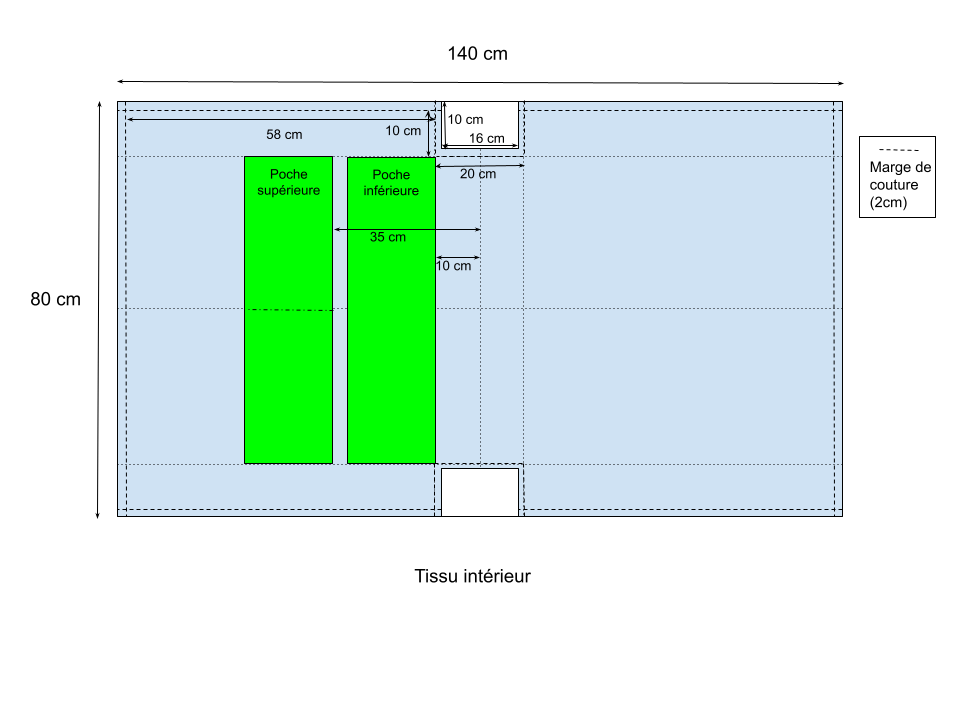 140 cm
10 cm
10 cm
16 cm
58 cm
Marge de
couture
(2cm)
20 cm
Poche
supérieure
Poche
inférieure
35 cm
10 cm
80 cm
Tissu intérieur